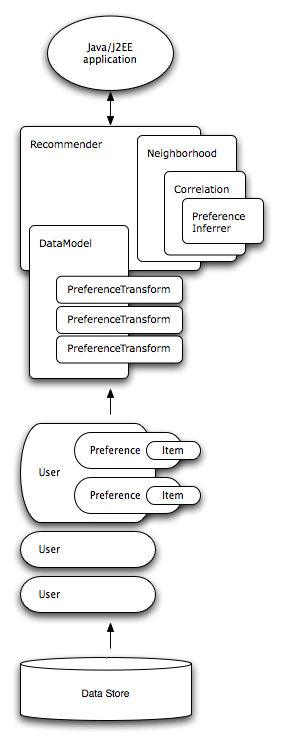 Java/J2EE
application
Recommender
Neighborhood
Correlation
Preference
Inferrer
DataModel
PreferenceTransform
PreferenceTransform
PreferenceTransform
User
Preference
Item
Preference
Item
User
User
Data Store